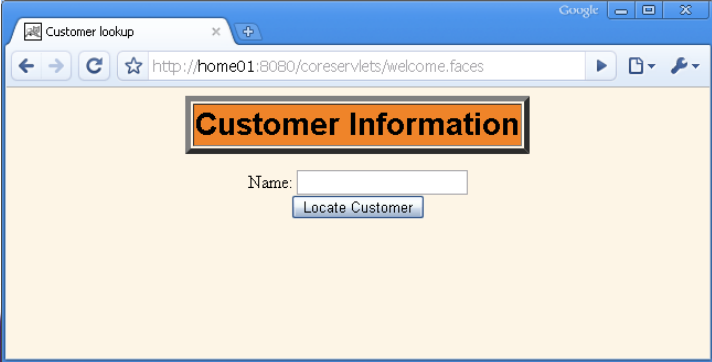 Google
Customer lookup
http://home01:8080/coreservlets/welcome.faces
Customer Information
Name:
Locate Customer